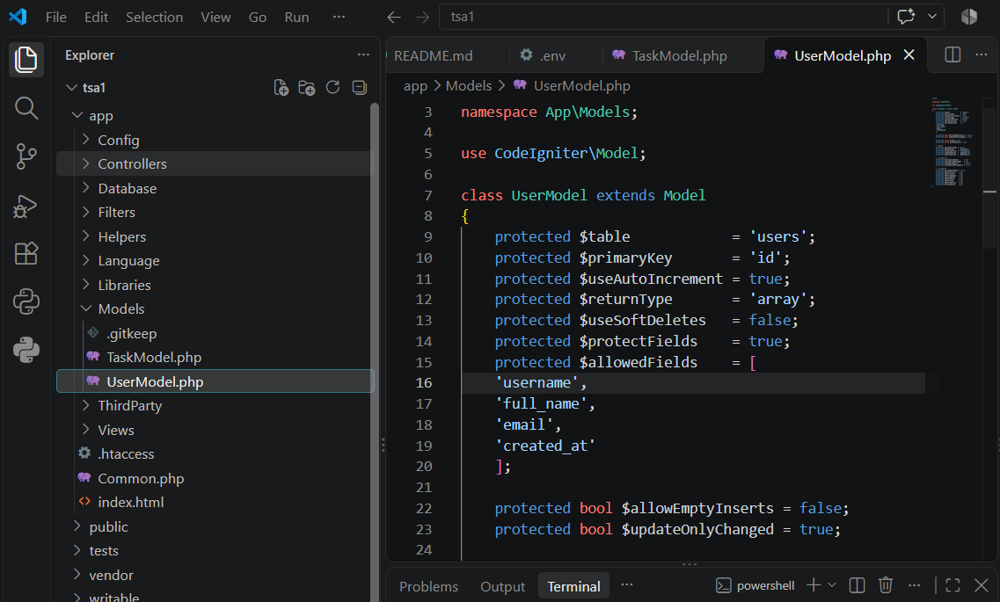 File Edit Selection View Go Run ··· tsa1
Explorer ···
tsa1
app
Config
Controllers
Database
Filters
Helpers
Language
Libraries
Models
.gitkeep
TaskModel.php
UserModel.php
ThirdParty
Views
.htaccess
Common.php
index.html
public
tests
vendor
writable
README.md .env TaskModel.php UserModel.php ···
app > Models > UserModel.php
3 namespace App\Models;
4
5 use CodeIgniter\Model;
6
7 class UserModel extends Model
8 {
9 protected $table = 'users';
10 protected $primaryKey = 'id';
11 protected $useAutoIncrement = true;
12 protected $returnType = 'array';
13 protected $useSoftDeletes = false;
14 protected $protectFields = true;
15 protected $allowedFields = [
16 'username',
17 'full_name',
18 'email',
19 'created_at'
20 ];
21
22 protected bool $allowEmptyInserts = false;
23 protected bool $updateOnlyChanged = true;
24
Problems Output Terminal ··· powershell ···